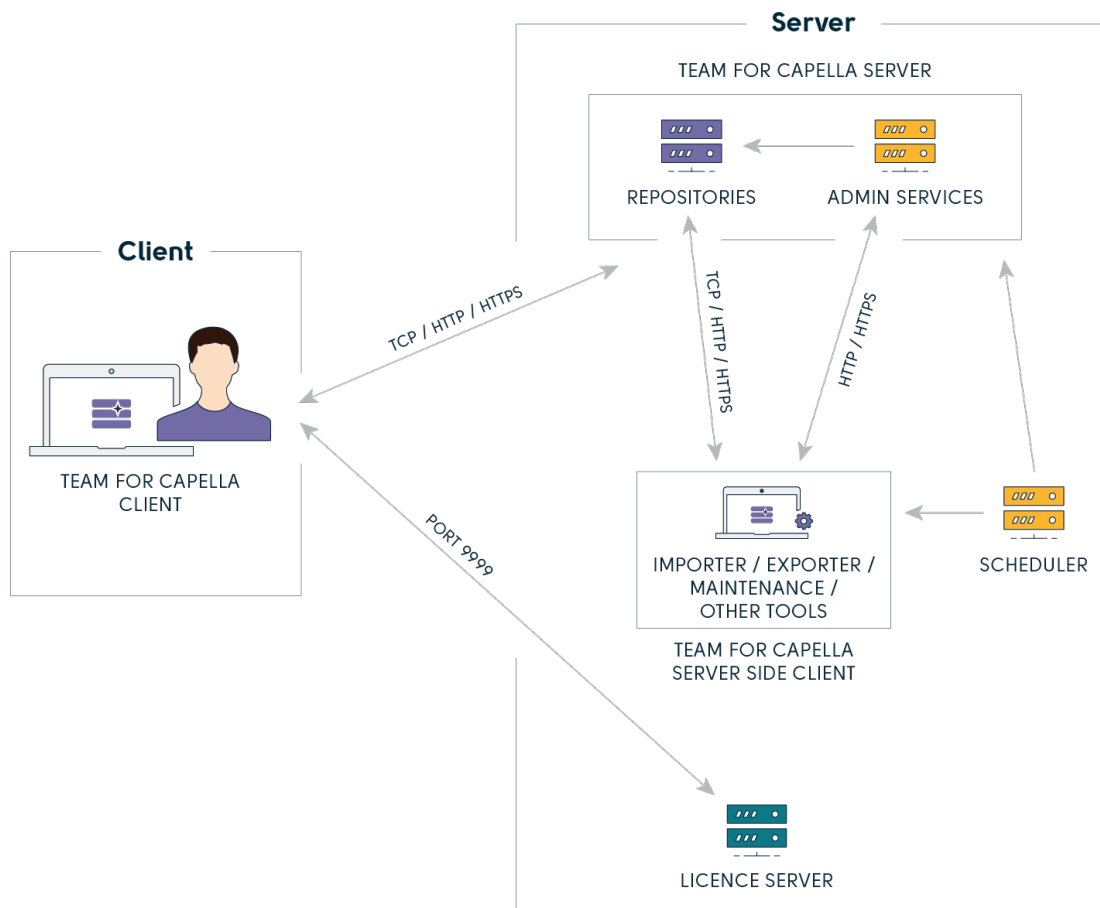 Server
TEAM FOR CAPELLA SERVER
REPOSITORIES
ADMIN SERVICES
Client
TCP / HTTP / HTTPS
TCP / HTTP / HTTPS
HTTP / HTTPS
TEAM FOR CAPELLA
CLIENT
PORT 9999
IMPORTER / EXPORTER /
MAINTENANCE /
OTHER TOOLS
SCHEDULER
TEAM FOR CAPELLA
SERVER SIDE CLIENT
LICENCE SERVER